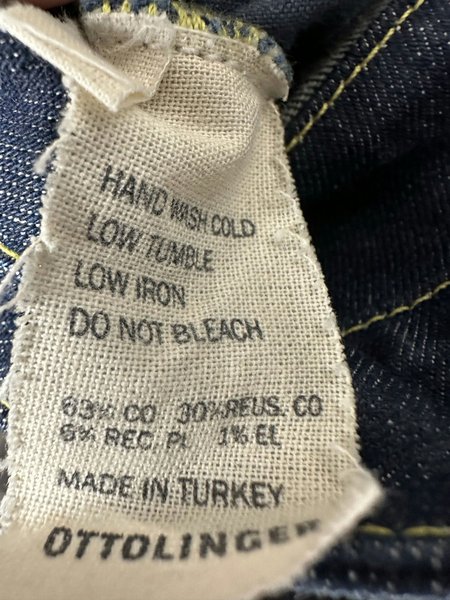 HAND WASH COLD
LOW TUMBLE
LOW IRON
DO NOT BLEACH
63% CO 30% REUS. CO
6% REC. PL 1% EL
MADE IN TURKEY
OTTOLINGER